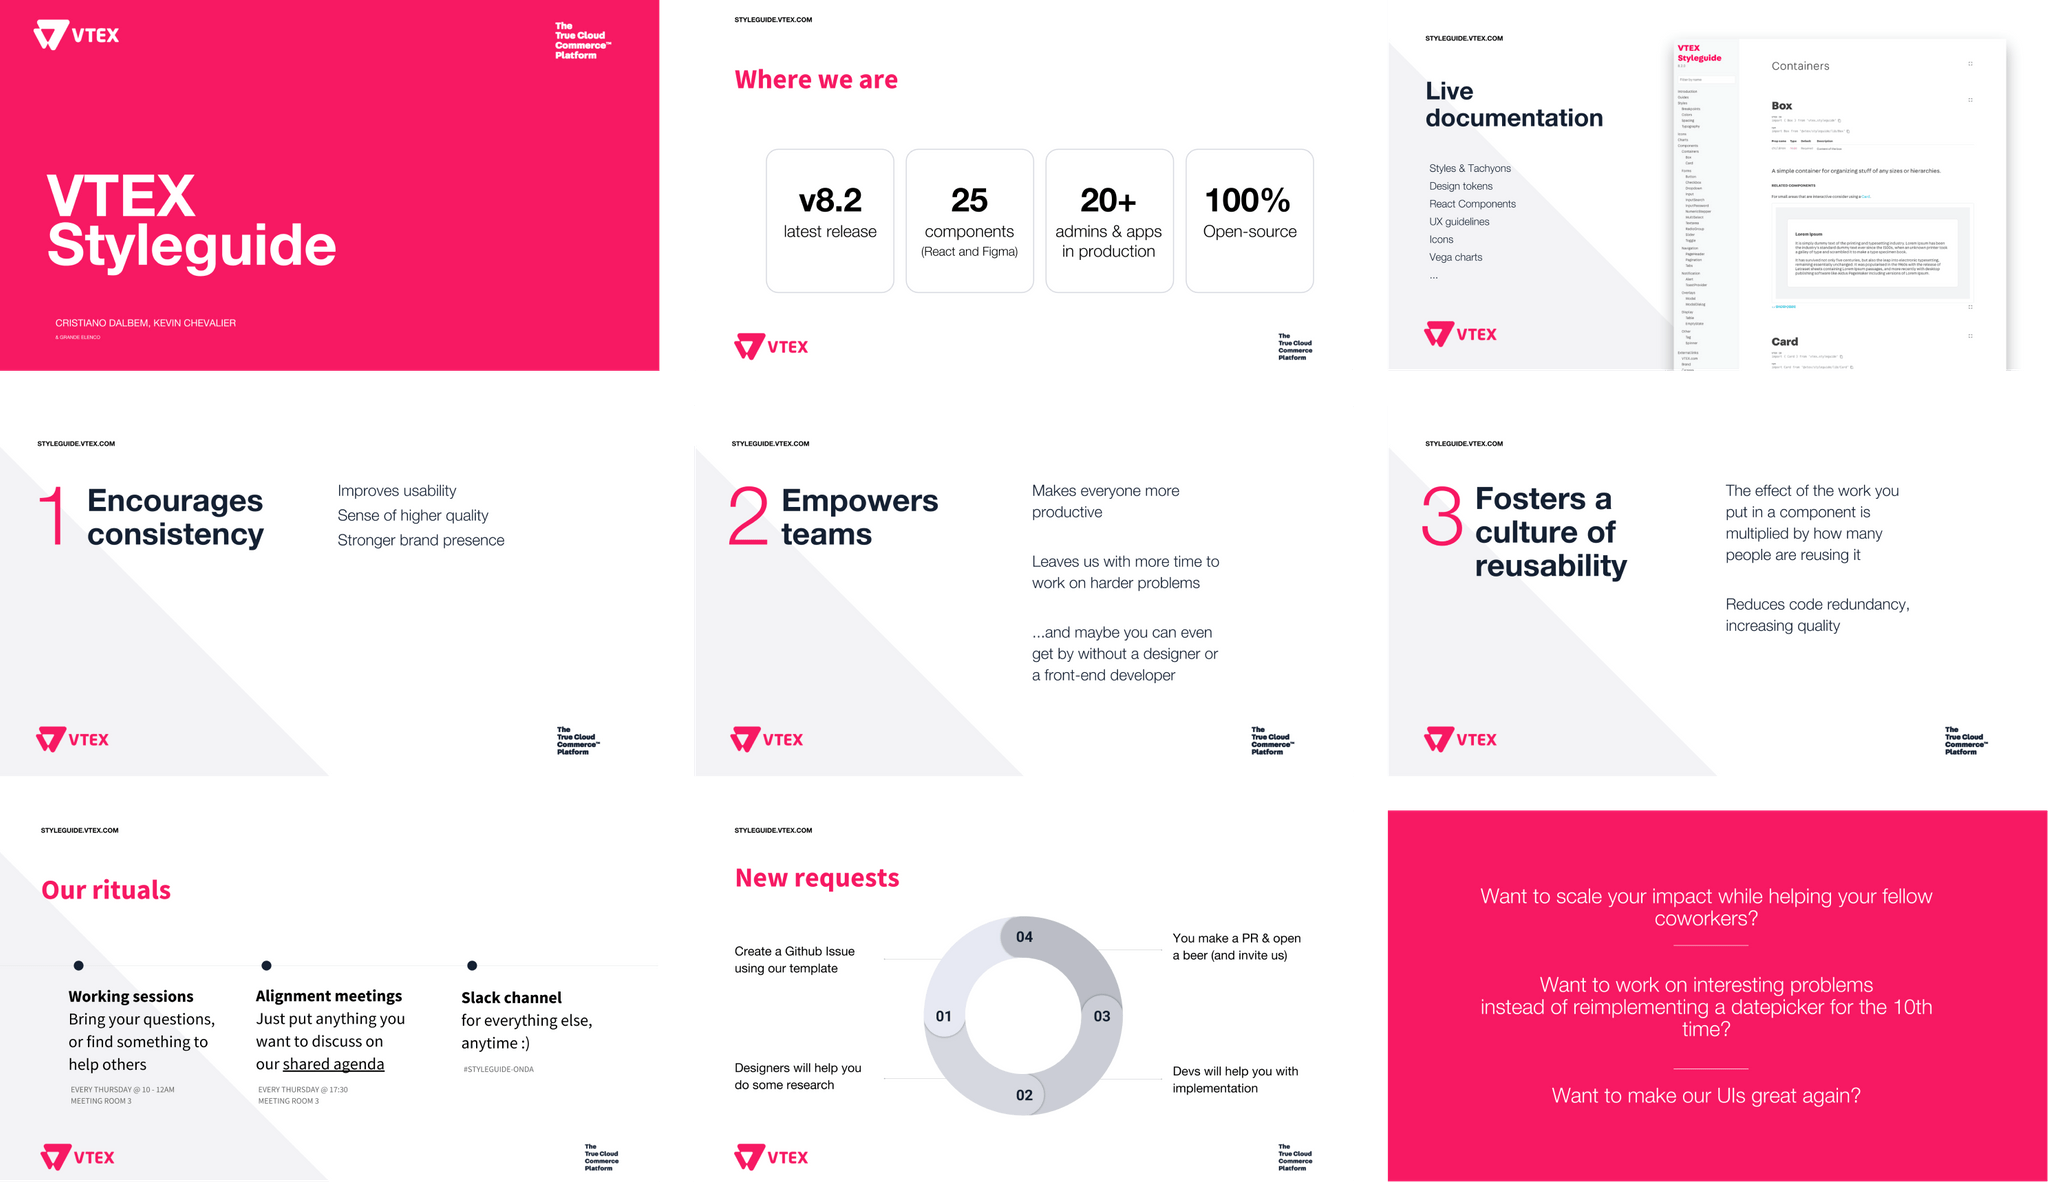 VTEX
The
True Cloud
Commerce™
Platform
VTEX
Styleguide
CRISTIANO DALBEM, KEVIN CHEVALIER
& GRANDE ELENCO
STYLEGUIDE.VTEX.COM
Where we are
v8.2
latest release
25
components
(React and Figma)
20+
admins & apps
in production
100%
Open-source
VTEX
The
True Cloud
Commerce
Platform
STYLEGUIDE.VTEX.COM
Live
documentation
Styles & Tachyons
Design tokens
React Components
UX guidelines
Icons
Vega charts
...
VTEX
VTEX
Styleguide
Containers
Box
A simple container for organizing stuff of any sizes or hierarchies.
RELATED COMPONENTS
For small areas that are interactive consider using a Card.
Lorem Ipsum
Card
STYLEGUIDE.VTEX.COM
1
Encourages
consistency
Improves usability
Sense of higher quality
Stronger brand presence
VTEX
The
True Cloud
Commerce™
Platform
STYLEGUIDE.VTEX.COM
2
Empowers
teams
Makes everyone more
productive
Leaves us with more time to
work on harder problems
...and maybe you can even
get by without a designer or
a front-end developer
VTEX
The
True Cloud
Commerce™
Platform
STYLEGUIDE.VTEX.COM
3
Fosters a
culture of
reusability
The effect of the work you
put in a component is
multiplied by how many
people are reusing it
Reduces code redundancy,
increasing quality
VTEX
The
True Cloud
Commerce™
Platform
STYLEGUIDE.VTEX.COM
Our rituals
Working sessions
Bring your questions,
or find something to
help others
EVERY THURSDAY @ 10 - 12AM
MEETING ROOM 3
Alignment meetings
Just put anything you
want to discuss on
our shared agenda
EVERY THURSDAY @ 17:30
MEETING ROOM 3
Slack channel
for everything else,
anytime :)
#STYLEGUIDE-ONDA
VTEX
The
True Cloud
Commerce
Platform
STYLEGUIDE.VTEX.COM
New requests
Create a Github Issue
using our template
Designers will help you
do some research
04
01
03
02
You make a PR & open
a beer (and invite us)
Devs will help you with
implementation
VTEX
The
True Cloud
Commerce
Platform
Want to scale your impact while helping your fellow
coworkers?
Want to work on interesting problems
instead of reimplementing a datepicker for the 10th
time?
Want to make our UIs great again?